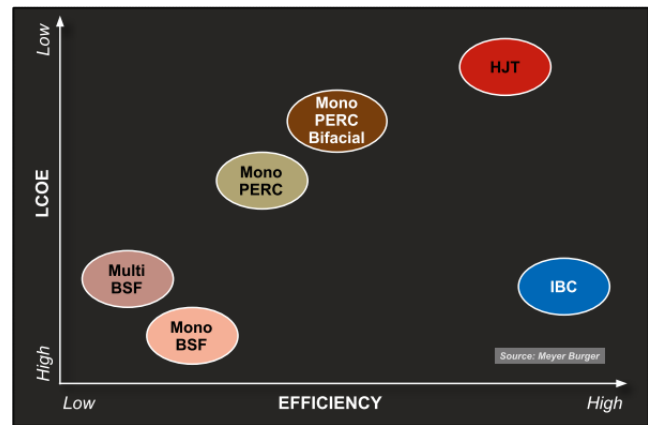 Low
HJT
Mono
PERC
Bifacial
Mono
PERC
LCOE
Multi
BSF
IBC
Mono
BSF
High
Source: Meyer Burger
Low
EFFICIENCY
High